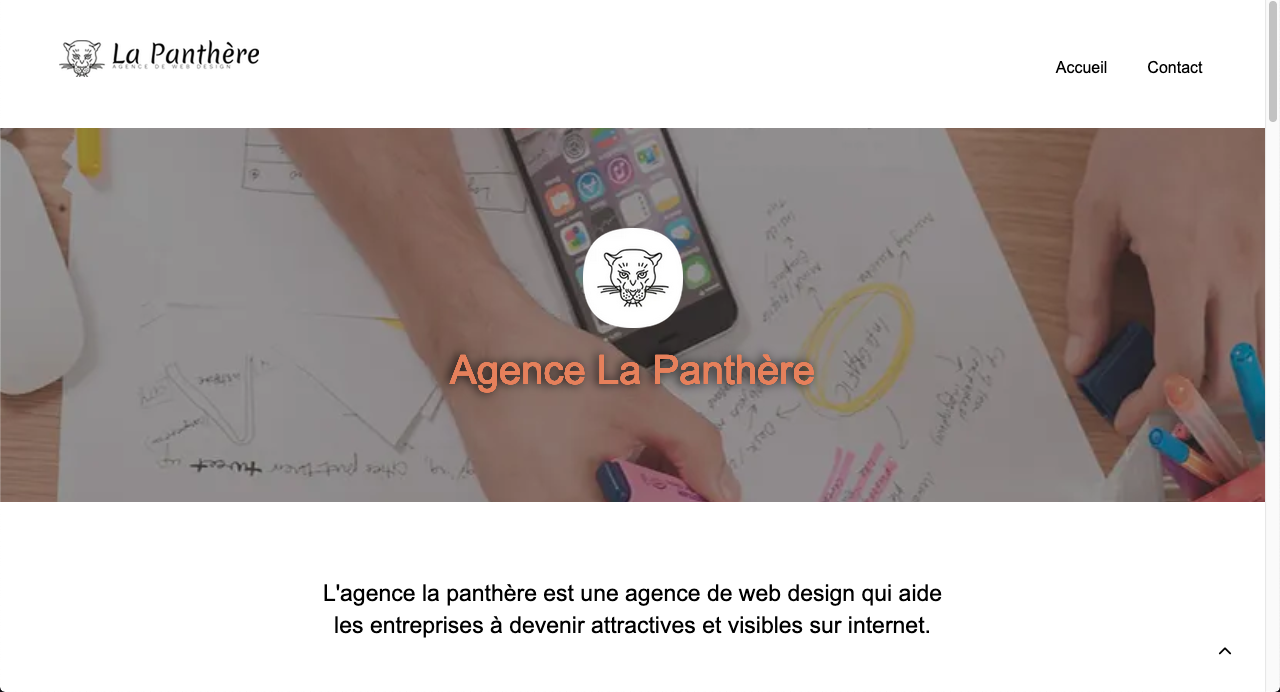 La Panthère
AGENCE DE WEB DESIGN
Accueil
Contact
Agence La Panthère
L'agence la panthère est une agence de web design qui aide
les entreprises à devenir attractives et visibles sur internet.